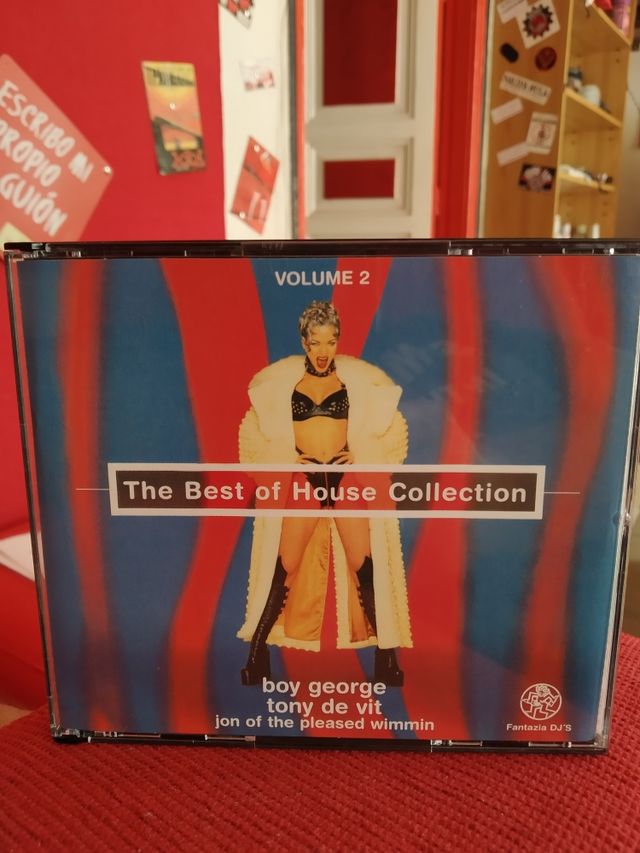 ESCRIBO MI
PROPIO
GUIÓN
VOLUME 2
The Best of House Collection
boy george
tony de vit
jon of the pleased wimmin
Fantazia DJ'S